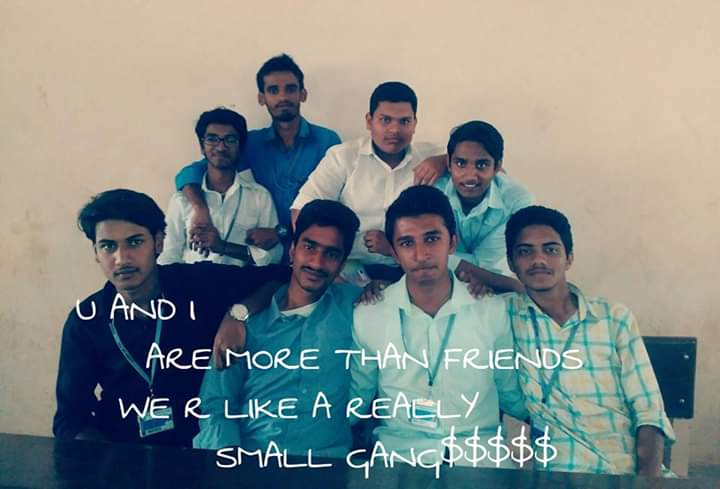 U AND I
ARE MORE THAN FRIENDS
WE R LIKE A REALLY
SMALL GANG$$$$$